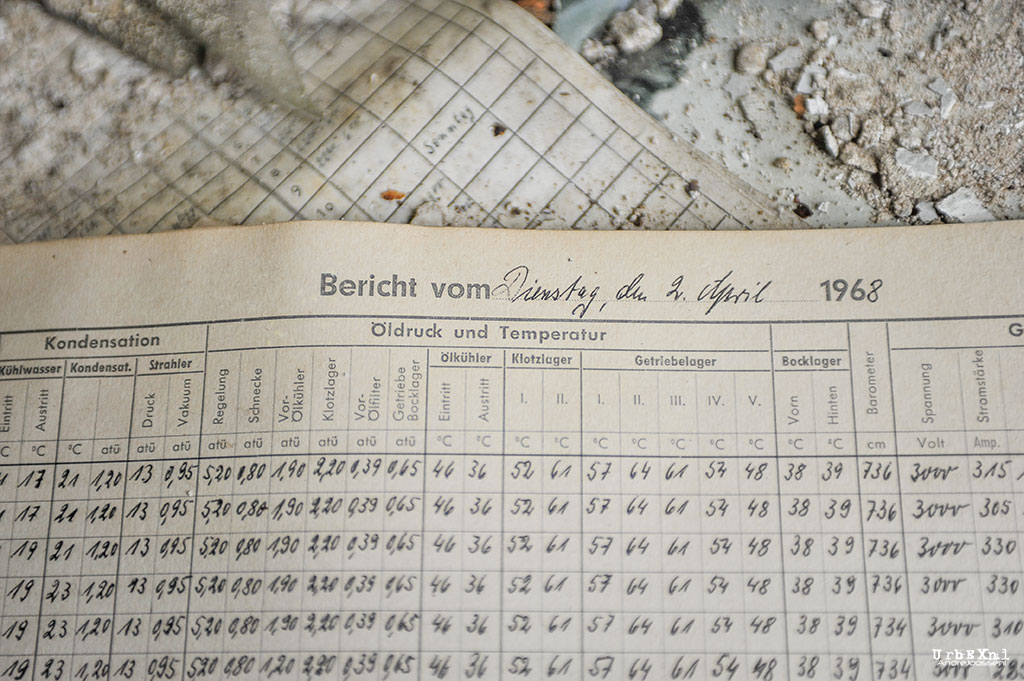 Sonntag
9
Bericht vom Dienstag, den 2. April 1968
Kondensation Öldruck und Temperatur G
Kühlwasser Kondensat. Strahler Ölkühler Klotzlager Getriebelager Bocklager
Eintritt Austritt Druck Vakuum Regelung Schnecke Vor-Ölkühler Klotzlager Vor-Ölfilter Getriebe Bocklager Eintritt Austritt I. II. I. II. III. IV. V. Vorn Hinten Barometer Spannung Stromstärke
°C °C °C atü atü atü atü atü atü atü atü atü °C °C °C °C °C °C °C °C °C °C °C cm Volt Amp.
17 21 1,20 13 0,95 5,20 0,80 1,90 2,20 0,39 0,65 46 36 52 61 57 64 61 54 48 38 39 736 3000 315
17 21 1,20 13 0,95 5,20 0,80 1,90 2,20 0,39 0,65 46 36 52 61 57 64 61 54 48 38 39 736 3000 305
19 21 1,20 13 0,95 5,20 0,80 1,90 2,20 0,39 0,65 46 36 52 61 57 64 61 54 48 38 39 736 3000 330
19 23 1,20 13 0,95 5,20 0,80 1,90 2,20 0,39 0,65 46 36 52 61 57 64 61 54 48 38 39 736 3000 330
19 23 1,20 13 0,95 5,20 0,80 1,90 2,20 0,39 0,65 46 36 52 61 57 64 61 54 48 38 39 734 3000 310
19 23 1,20 13 0,95 5,20 0,80 1,20 2,20 0,39 0,65 46 36 52 61 57 64 61 54 48 38 39 734 3000
UrbEXnl